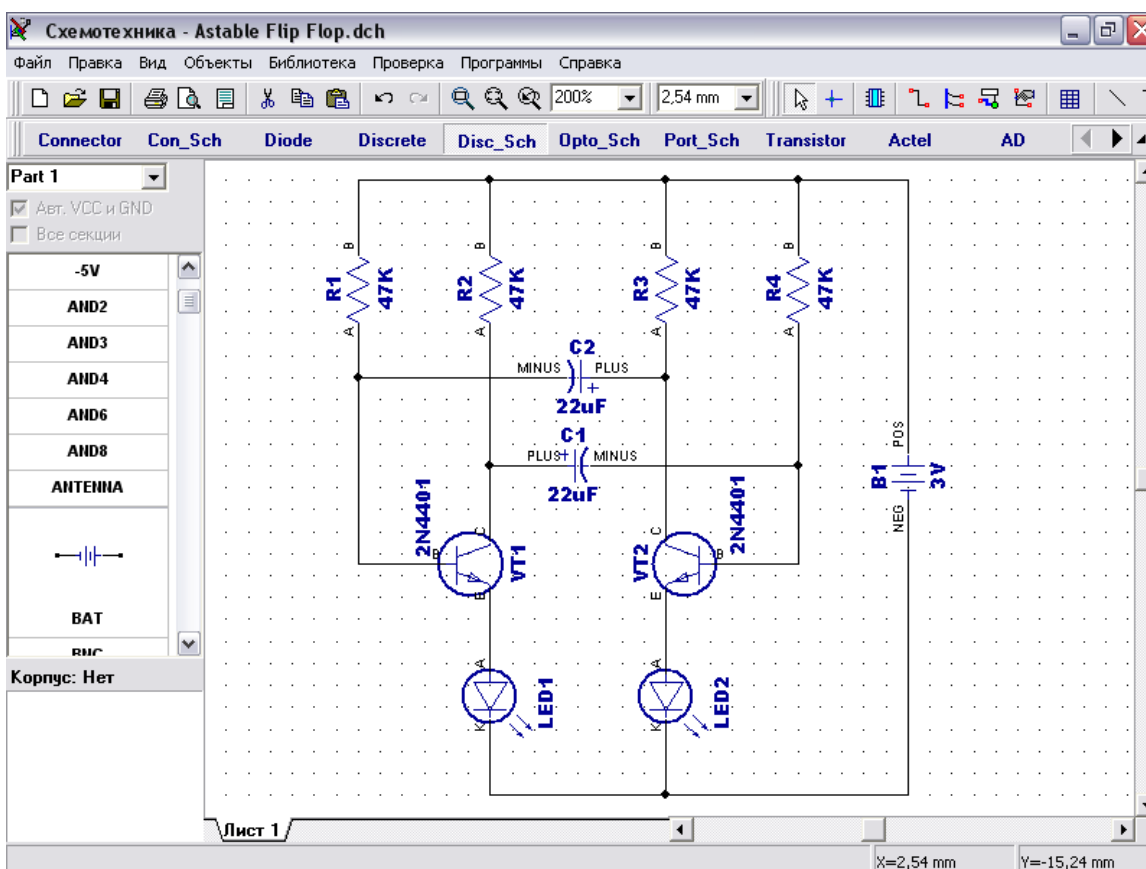 Схемотехника - Astable Flip Flop.dch
Файл Правка Вид Объекты Библиотека Проверка Программы Справка
200% 2,54 mm
Connector Con_Sch Diode Discrete Disc_Sch Opto_Sch Port_Sch Transistor Actel AD
Part 1
Авт. VCC и GND
Все секции
-5V
AND2
AND3
AND4
AND6
AND8
ANTENNA
BAT
BNC
Корпус: Нет
B B B B
R1 47K R2 47K R3 47K R4 47K
A A A A
C2
MINUS PLUS
+
22uF
C1
PLUS+ MINUS
22uF
POS
B1 3V
NEG
2N4401 C C 2N4401
B VT1 VT2 B
E E
A A
LED1 LED2
K K
Лист 1
X=2,54 mm Y=-15,24 mm